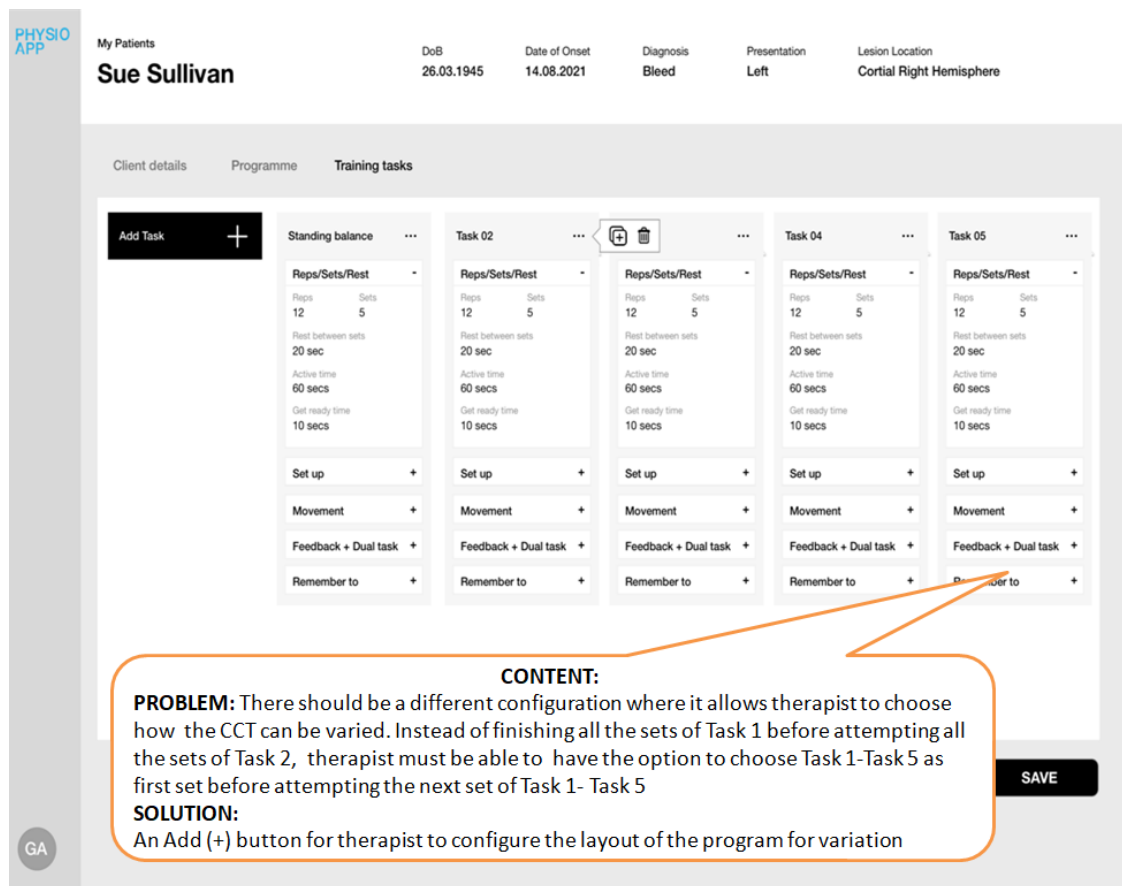 PHYSIO
APP
My Patients
Sue Sullivan
DoB
26.03.1945
Date of Onset
14.08.2021
Diagnosis
Bleed
Presentation
Left
Lesion Location
Cortial Right Hemisphere
Client details Programme Training tasks
Add Task +
Standing balance ...
Reps/Sets/Rest -
Reps Sets
12 5
Rest between sets
20 sec
Active time
60 secs
Get ready time
10 secs
Set up +
Movement +
Feedback + Dual task +
Remember to +
Task 02 ...
Reps/Sets/Rest -
Reps Sets
12 5
Rest between sets
20 sec
Active time
60 secs
Get ready time
10 secs
Set up +
Movement +
Feedback + Dual task +
Remember to +
...
Reps/Sets/Rest -
Reps Sets
12 5
Rest between sets
20 sec
Active time
60 secs
Get ready time
10 secs
Set up +
Movement +
Feedback + Dual task +
Remember to +
Task 04 ...
Reps/Sets/Rest -
Reps Sets
12 5
Rest between sets
20 sec
Active time
60 secs
Get ready time
10 secs
Set up +
Movement +
Feedback + Dual task +
Remember to +
Task 05 ...
Reps/Sets/Rest -
Reps Sets
12 5
Rest between sets
20 sec
Active time
60 secs
Get ready time
10 secs
Set up +
Movement +
Feedback + Dual task +
Remember to +
CONTENT:
PROBLEM: There should be a different configuration where it allows therapist to choose
how the CCT can be varied. Instead of finishing all the sets of Task 1 before attempting all
the sets of Task 2, therapist must be able to have the option to choose Task 1-Task 5 as
first set before attempting the next set of Task 1- Task 5
SOLUTION:
An Add (+) button for therapist to configure the layout of the program for variation
SAVE
GA